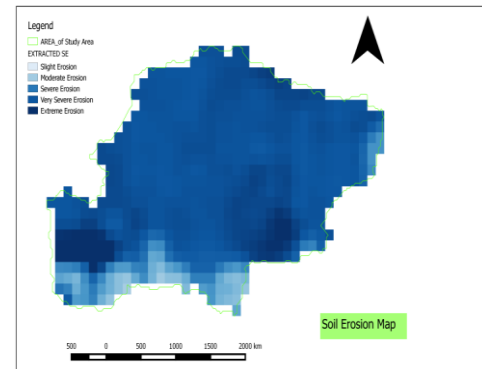 Legend
AREA_of Study Area
EXTRACTED SE
Slight Erosion
Moderate Erosion
Severe Erosion
Very Severe Erosion
Extreme Erosion
Soil Erosion Map
500 0 500 1000 1500 2000 km